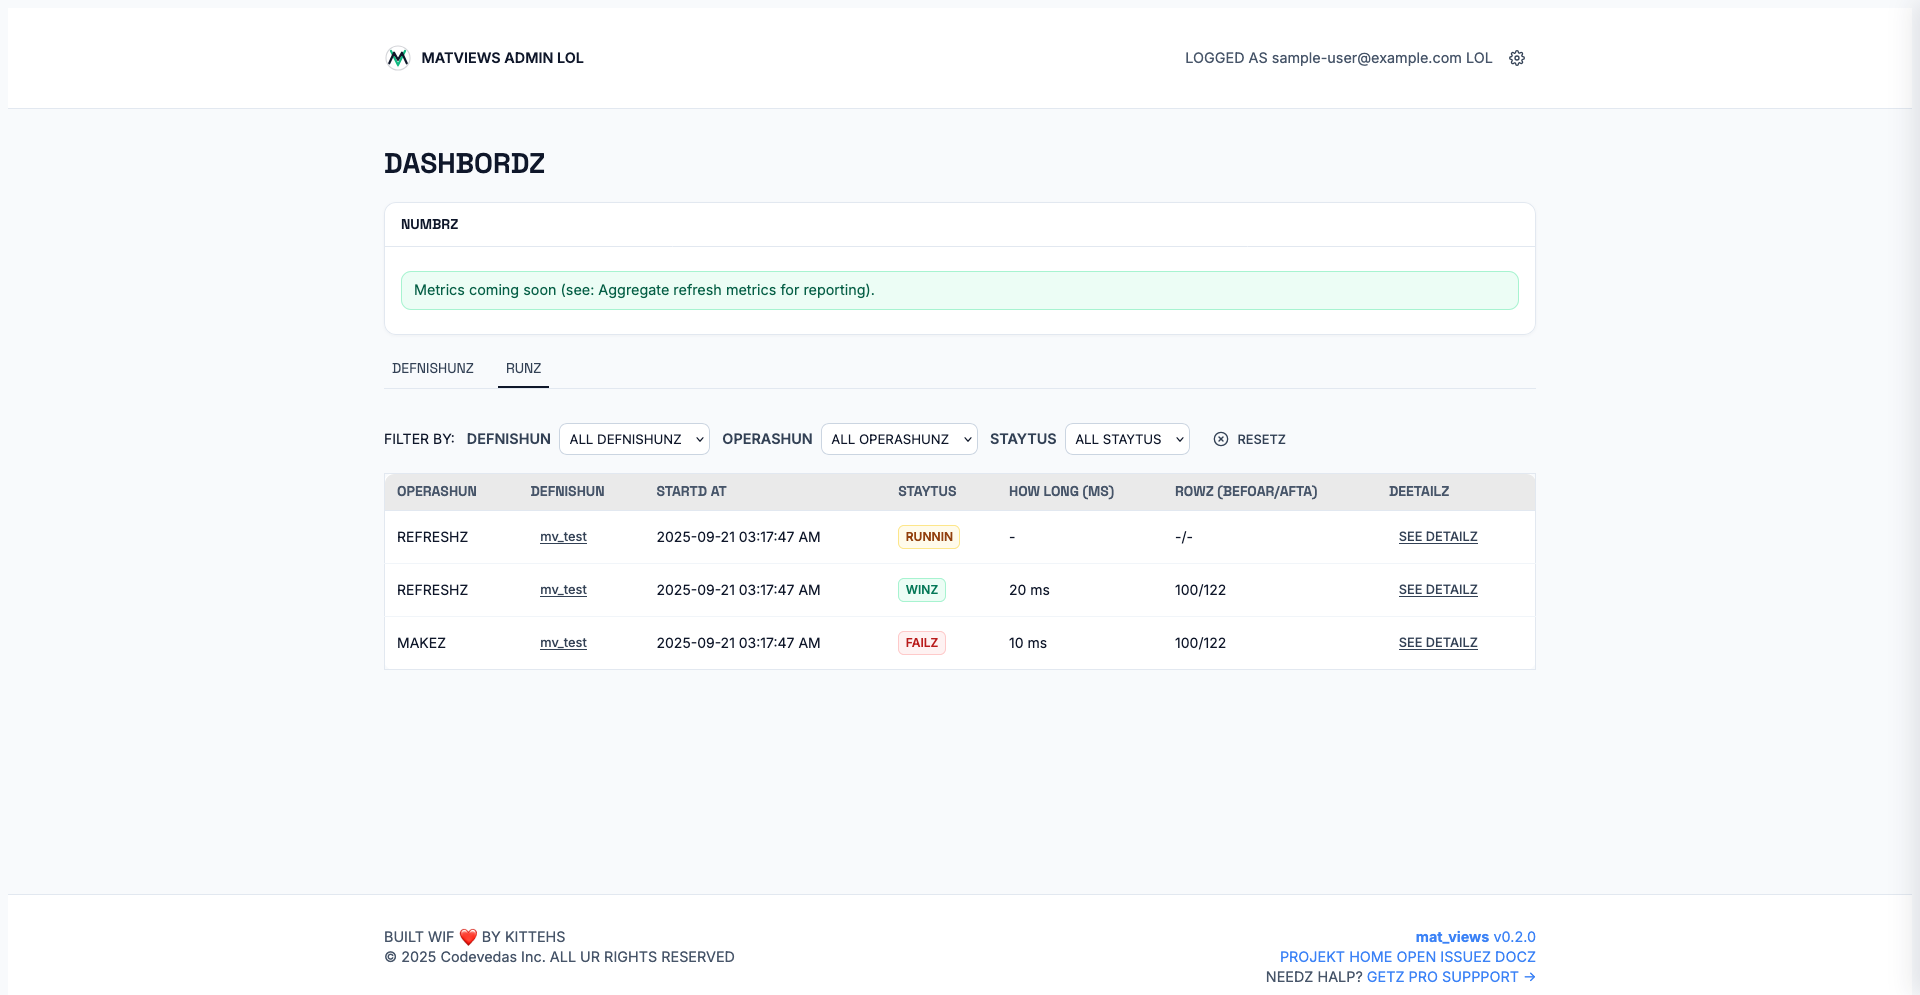 MATVIEWS ADMIN LOL
LOGGED AS sample-user@example.com LOL
DASHBORDZ
NUMBRZ
Metrics coming soon (see: Aggregate refresh metrics for reporting).
DEFNISHUNZ RUNZ
FILTER BY: DEFNISHUN ALL DEFNISHUNZ OPERASHUN ALL OPERASHUNZ STAYTUS ALL STAYTUS RESETZ
OPERASHUN DEFNISHUN STARTD AT STAYTUS HOW LONG (MS) ROWZ (BEFOAR/AFTA) DEETAILZ
REFRESHZ mv_test 2025-09-21 03:17:47 AM RUNNIN - -/- SEE DETAILZ
REFRESHZ mv_test 2025-09-21 03:17:47 AM WINZ 20 ms 100/122 SEE DETAILZ
MAKEZ mv_test 2025-09-21 03:17:47 AM FAILZ 10 ms 100/122 SEE DETAILZ
BUILT WIF ❤️ BY KITTEHS
© 2025 Codevedas Inc. ALL UR RIGHTS RESERVED
mat_views v0.2.0
PROJEKT HOME OPEN ISSUEZ DOCZ
NEEDZ HALP? GETZ PRO SUPPPORT →